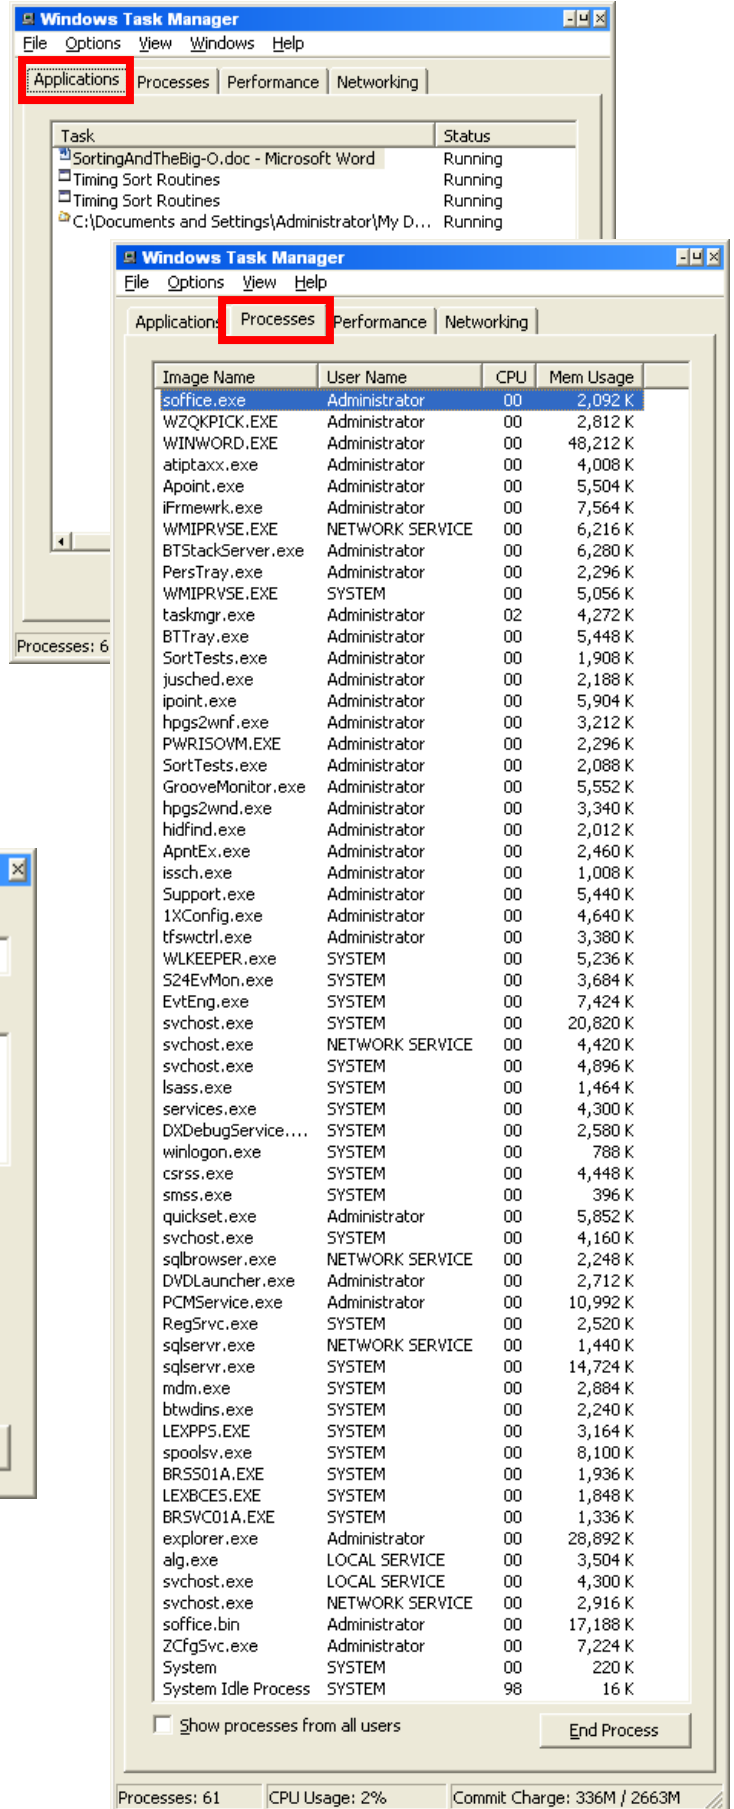 Windows Task Manager
File Options View Windows Help
Applications Processes Performance Networking
Task Status
SortingAndTheBig-O.doc - Microsoft Word Running
Timing Sort Routines Running
Timing Sort Routines Running
C:\Documents and Settings\Administrator\My D... Running
Processes: 6
Windows Task Manager
File Options View Help
Applications Processes Performance Networking
Image Name User Name CPU Mem Usage
soffice.exe Administrator 00 2,092 K
WZQKPICK.EXE Administrator 00 2,812 K
WINWORD.EXE Administrator 00 48,212 K
atiptaxx.exe Administrator 00 4,008 K
Apoint.exe Administrator 00 5,504 K
iFrmewrk.exe Administrator 00 7,564 K
WMIPRVSE.EXE NETWORK SERVICE 00 6,216 K
BTStackServer.exe Administrator 00 6,280 K
PersTray.exe Administrator 00 2,296 K
WMIPRVSE.EXE SYSTEM 00 5,056 K
taskmgr.exe Administrator 02 4,272 K
BTTray.exe Administrator 00 5,448 K
SortTests.exe Administrator 00 1,908 K
jusched.exe Administrator 00 2,188 K
ipoint.exe Administrator 00 5,904 K
hpgs2wnf.exe Administrator 00 3,212 K
PWRISOVM.EXE Administrator 00 2,296 K
SortTests.exe Administrator 00 2,088 K
GrooveMonitor.exe Administrator 00 5,552 K
hpgs2wnd.exe Administrator 00 3,340 K
hidfind.exe Administrator 00 2,012 K
ApntEx.exe Administrator 00 2,460 K
issch.exe Administrator 00 1,008 K
Support.exe Administrator 00 5,440 K
1XConfig.exe Administrator 00 4,640 K
tfswctrl.exe Administrator 00 3,380 K
WLKEEPER.exe SYSTEM 00 5,236 K
S24EvMon.exe SYSTEM 00 3,684 K
EvtEng.exe SYSTEM 00 7,424 K
svchost.exe SYSTEM 00 20,820 K
svchost.exe NETWORK SERVICE 00 4,420 K
svchost.exe SYSTEM 00 4,896 K
lsass.exe SYSTEM 00 1,464 K
services.exe SYSTEM 00 4,300 K
DXDebugService.... SYSTEM 00 2,580 K
winlogon.exe SYSTEM 00 788 K
csrss.exe SYSTEM 00 4,448 K
smss.exe SYSTEM 00 396 K
quickset.exe Administrator 00 5,852 K
svchost.exe SYSTEM 00 4,160 K
sqlbrowser.exe NETWORK SERVICE 00 2,248 K
DVDLauncher.exe Administrator 00 2,712 K
PCMService.exe Administrator 00 10,992 K
RegSrvc.exe SYSTEM 00 2,520 K
sqlservr.exe NETWORK SERVICE 00 1,440 K
sqlservr.exe SYSTEM 00 14,724 K
mdm.exe SYSTEM 00 2,884 K
btwdins.exe SYSTEM 00 2,240 K
LEXPPS.EXE SYSTEM 00 3,164 K
spoolsv.exe SYSTEM 00 8,100 K
BRSS01A.EXE SYSTEM 00 1,936 K
LEXBCES.EXE SYSTEM 00 1,848 K
BRSVC01A.EXE SYSTEM 00 1,336 K
explorer.exe Administrator 00 28,892 K
alg.exe LOCAL SERVICE 00 3,504 K
svchost.exe LOCAL SERVICE 00 4,300 K
svchost.exe NETWORK SERVICE 00 2,916 K
soffice.bin Administrator 00 17,188 K
ZCfgSvc.exe Administrator 00 7,224 K
System SYSTEM 00 220 K
System Idle Process SYSTEM 98 16 K
Show processes from all users End Process
Processes: 61 CPU Usage: 2% Commit Charge: 336M / 2663M